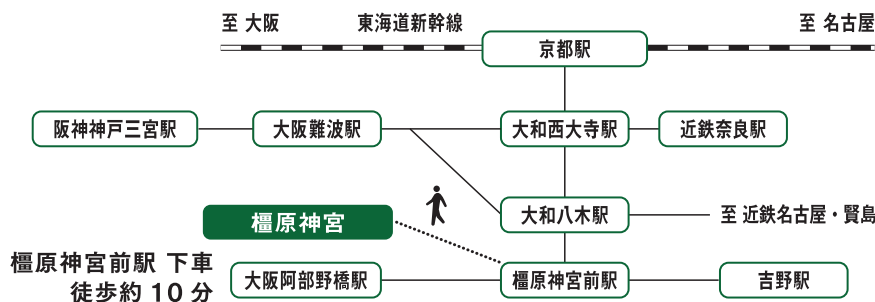 至 大阪
東海道新幹線
至 名古屋
京都駅
阪神神戸三宮駅
大阪難波駅
大和西大寺駅
近鉄奈良駅
橿原神宮
大和八木駅
至 近鉄名古屋・賢島
橿原神宮前駅 下車
徒歩約 10 分
大阪阿部野橋駅
橿原神宮前駅
吉野駅